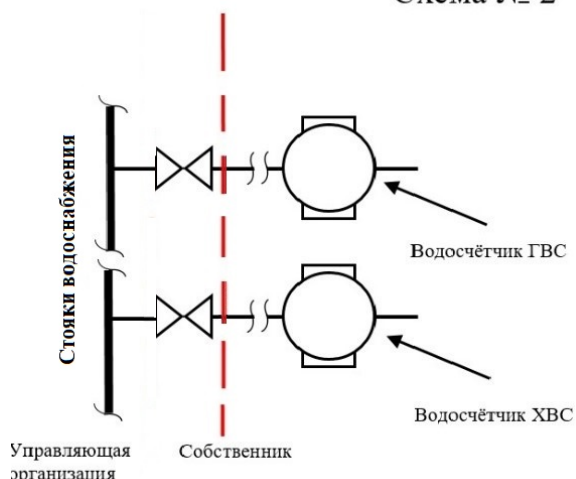 Схема № 2
Стояки водоснабжения
Водосчётчик ГВС
Водосчётчик ХВС
Управляющая
организация
Собственник